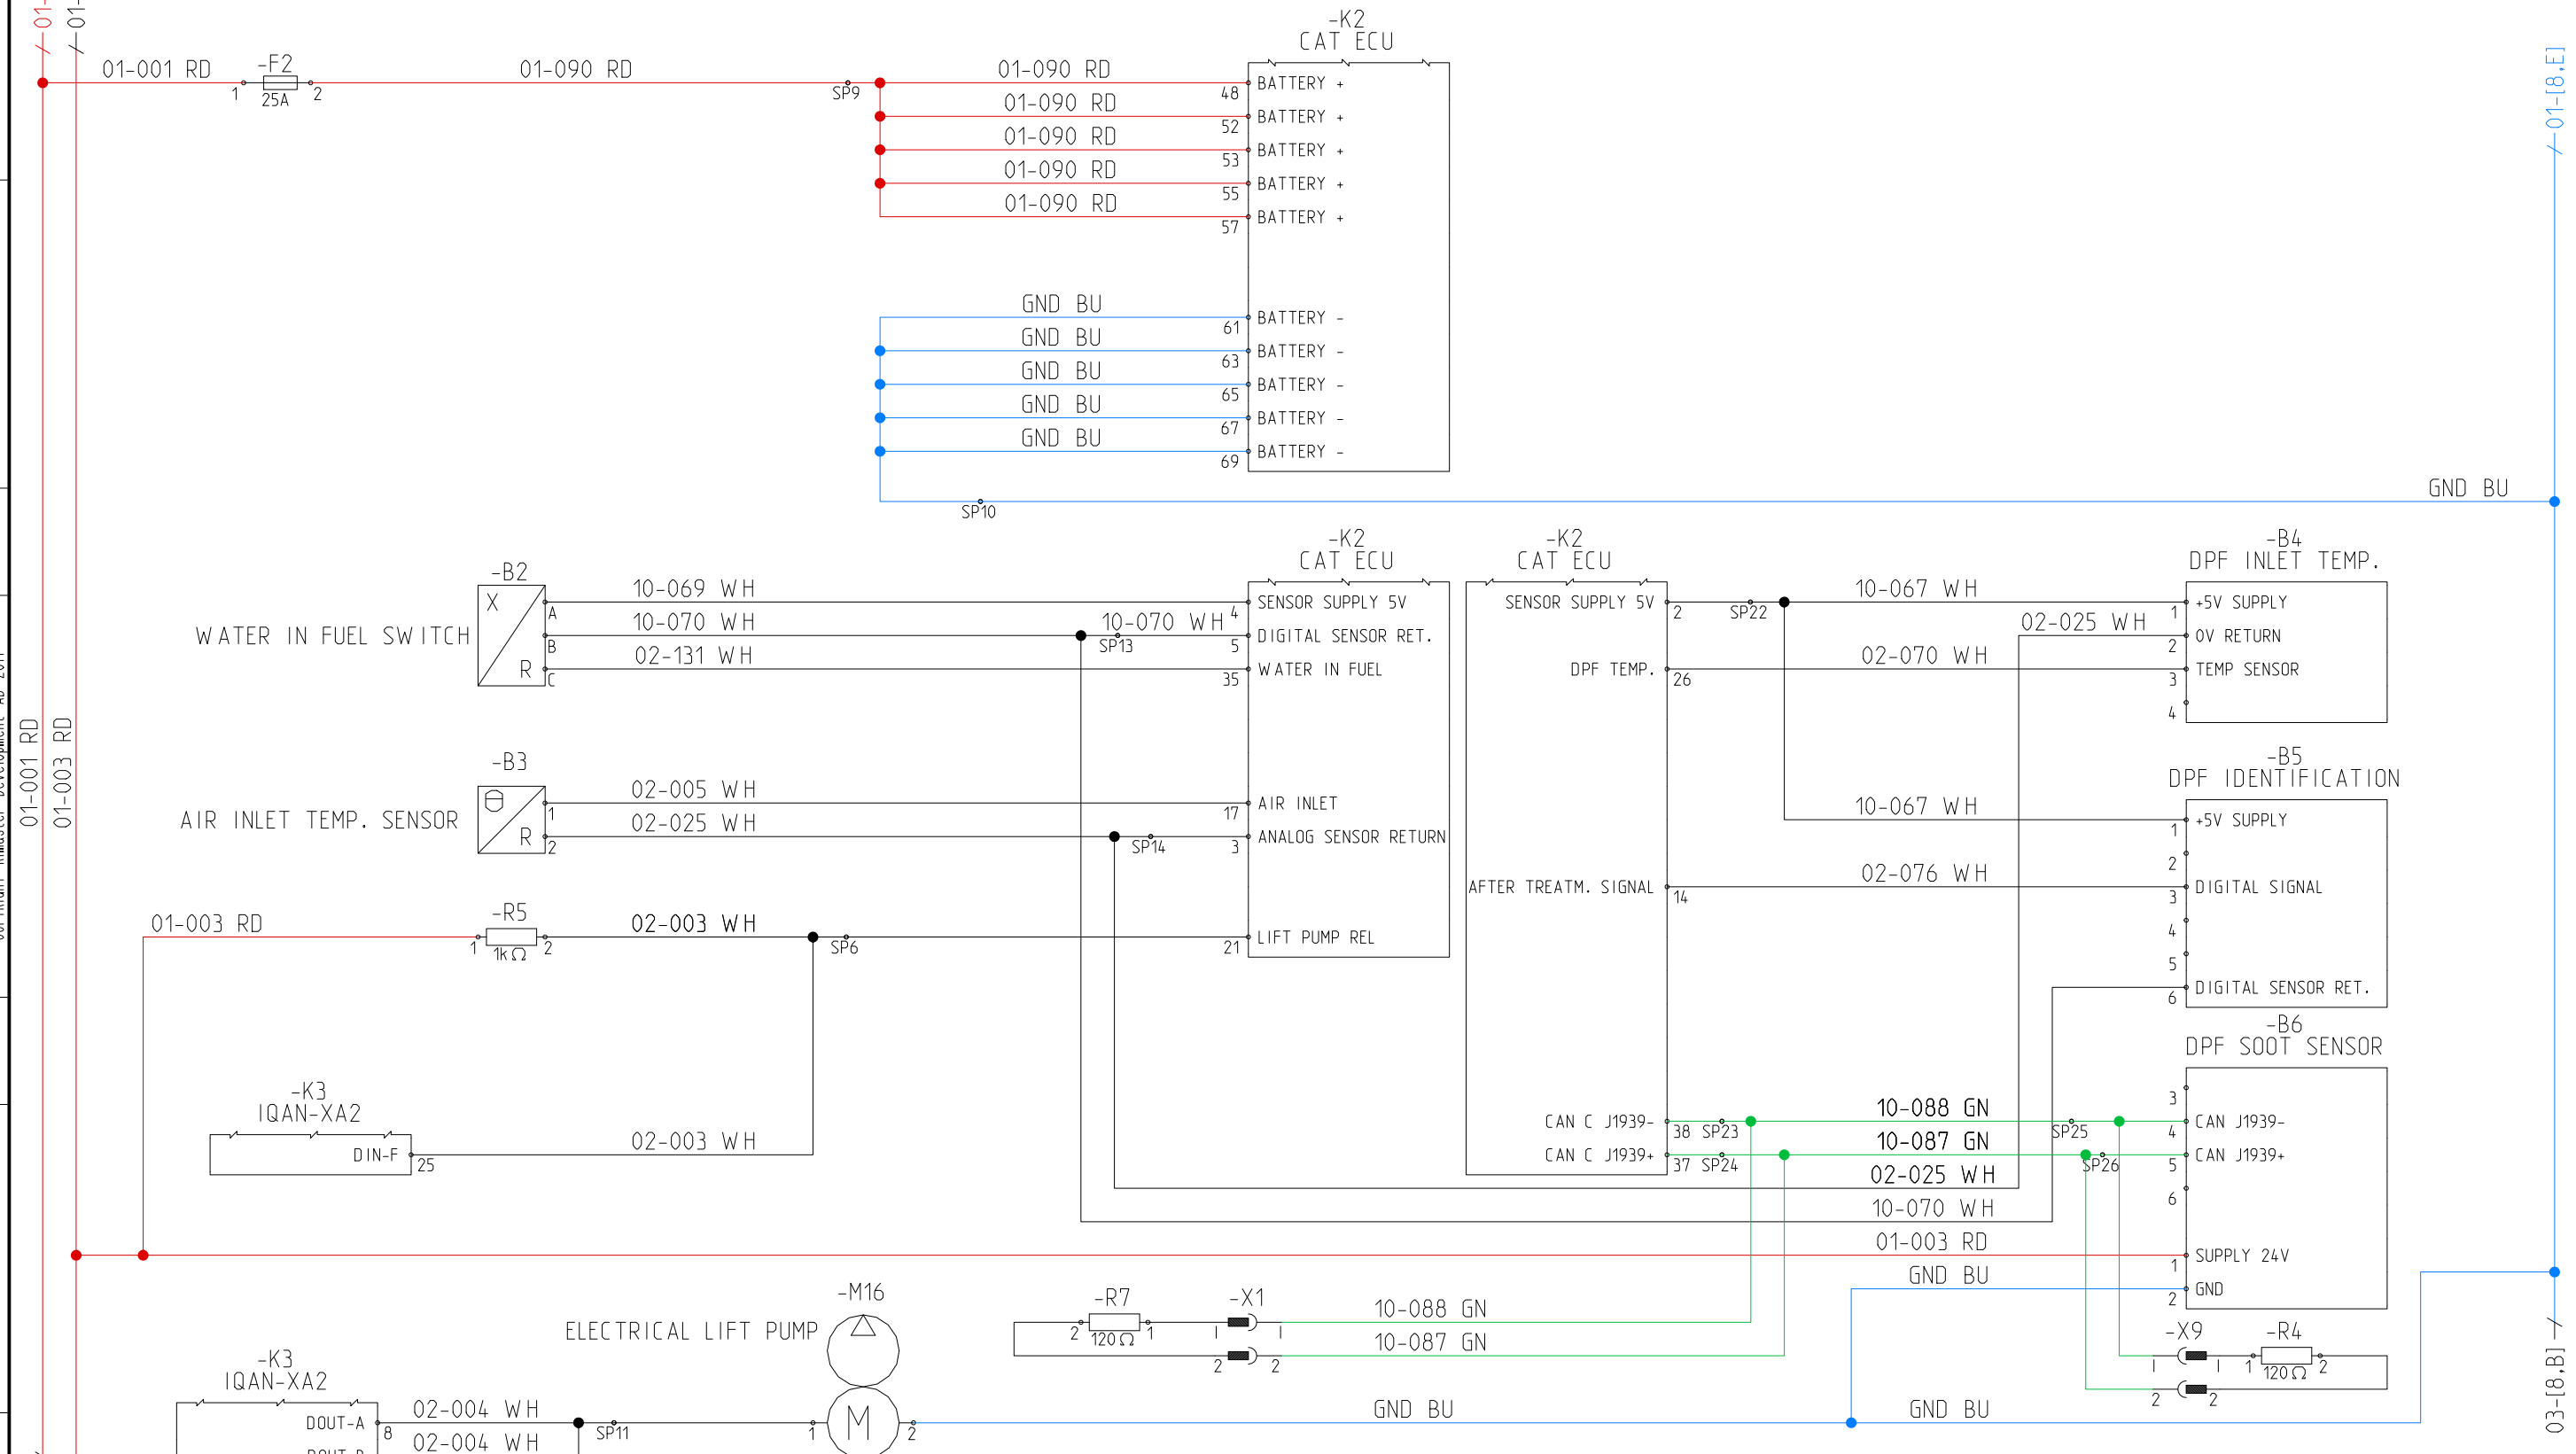 -K2
CAT ECU
01-001 RD
-F2
1
25A
2
01-090 RD
SP9
01-090 RD
48
BATTERY +
01-090 RD
52
BATTERY +
01-090 RD
53
BATTERY +
01-090 RD
55
BATTERY +
01-090 RD
57
BATTERY +
01-[8,E]
GND BU
61
BATTERY -
GND BU
63
BATTERY -
GND BU
65
BATTERY -
GND BU
67
BATTERY -
GND BU
69
BATTERY -
SP10
GND BU
-B2
WATER IN FUEL SWITCH
X
R
A
B
C
10-069 WH
10-070 WH
02-131 WH
10-070 WH
SP13
-K2
CAT ECU
4
SENSOR SUPPLY 5V
5
DIGITAL SENSOR RET.
35
WATER IN FUEL
17
AIR INLET
3
ANALOG SENSOR RETURN
21
LIFT PUMP REL
-B3
AIR INLET TEMP. SENSOR
R
1
2
02-005 WH
02-025 WH
SP14
01-001 RD
01-003 RD
01-003 RD
-R5
1
1kΩ
2
02-003 WH
SP6
-K3
IQAN-XA2
DIN-F
25
02-003 WH
-K2
CAT ECU
SENSOR SUPPLY 5V
2
DPF TEMP.
26
AFTER TREATM. SIGNAL
14
CAN C J1939-
38
CAN C J1939+
37
SP22
10-067 WH
02-025 WH
02-070 WH
-B4
DPF INLET TEMP.
1
+5V SUPPLY
2
0V RETURN
3
TEMP SENSOR
4
-B5
DPF IDENTIFICATION
10-067 WH
1
+5V SUPPLY
2
02-076 WH
3
DIGITAL SIGNAL
4
5
6
DIGITAL SENSOR RET.
-B6
DPF SOOT SENSOR
3
SP23
10-088 GN
SP25
4
CAN J1939-
SP24
10-087 GN
SP26
5
CAN J1939+
02-025 WH
6
10-070 WH
01-003 RD
1
SUPPLY 24V
GND BU
2
GND
-M16
ELECTRICAL LIFT PUMP
M
1
2
-R7
2
120Ω
1
-X1
1
1
2
2
10-088 GN
10-087 GN
-X9
1
1
2
2
-R4
1
120Ω
2
03-[8,B]
-K3
IQAN-XA2
DOUT-A
8
02-004 WH
SP11
02-004 WH
GND BU
GND BU